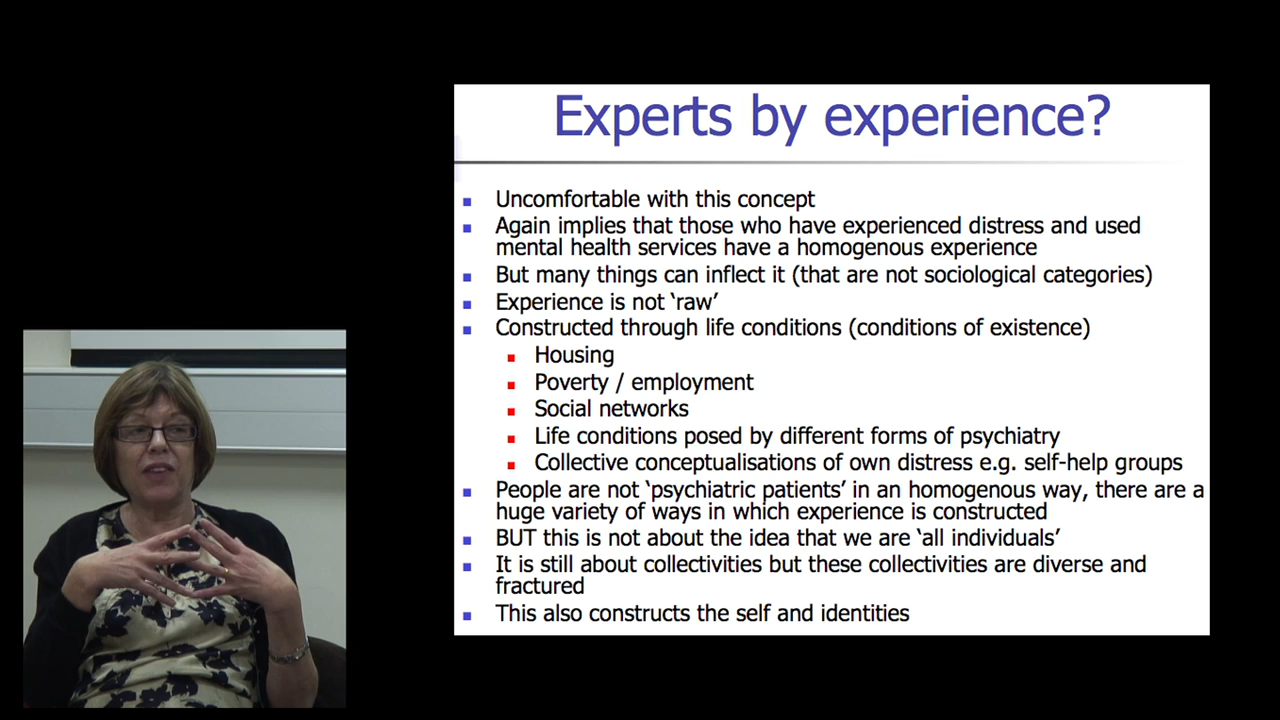 Experts by experience?
Uncomfortable with this concept
Again implies that those who have experienced distress and used
mental health services have a homogenous experience
But many things can inflect it (that are not sociological categories)
Experience is not ‘raw’
Constructed through life conditions (conditions of existence)
Housing
Poverty / employment
Social networks
Life conditions posed by different forms of psychiatry
Collective conceptualisations of own distress e.g. self-help groups
People are not ‘psychiatric patients’ in an homogenous way, there are a
huge variety of ways in which experience is constructed
BUT this is not about the idea that we are ‘all individuals’
It is still about collectivities but these collectivities are diverse and
fractured
This also constructs the self and identities